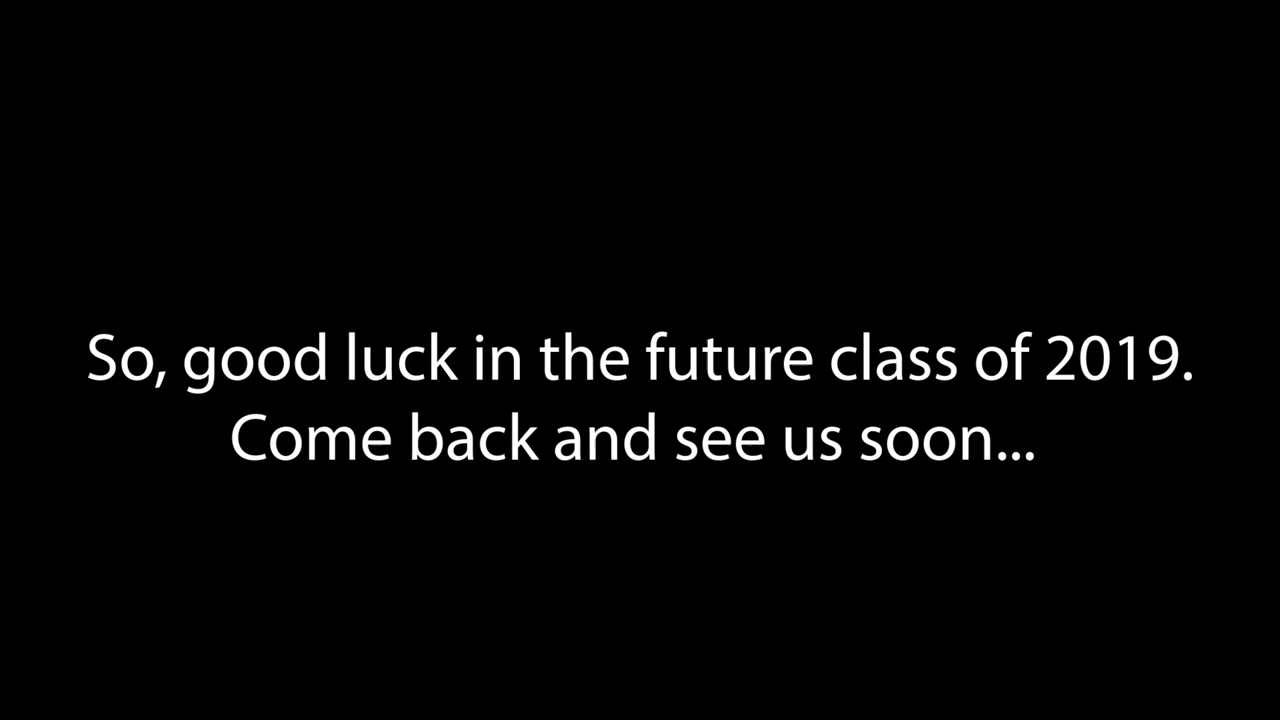 So, good luck in the future class of 2019.
Come back and see us soon...